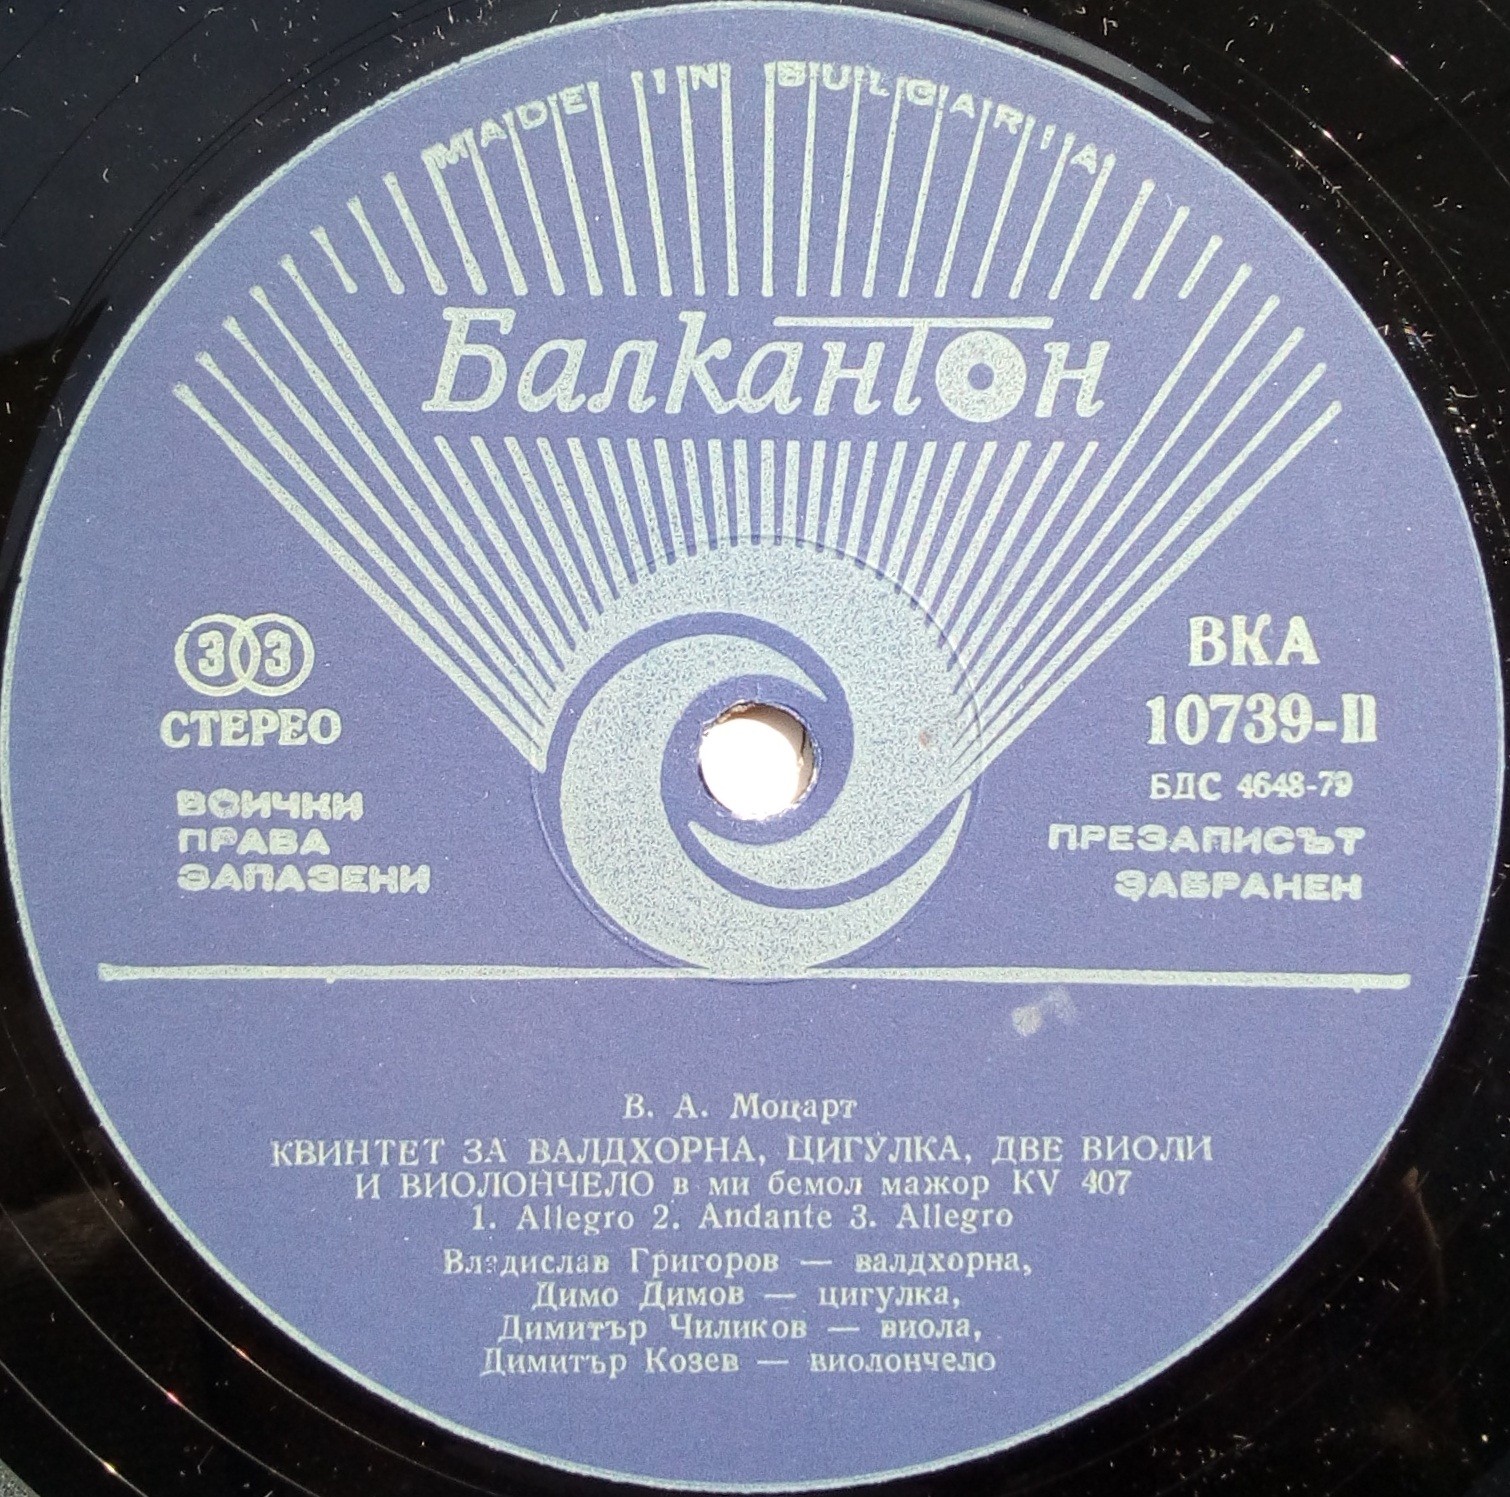 MADE IN BULGARIA
Балкантон
33
СТЕРЕО
ВСИЧКИ
ПРАВА
ЗАПАЗЕНИ
ВКА
10739-II
БДС 4648-79
ПРЕЗАПИСЪТ
ЗАБРАНЕН
В. А. Моцарт
КВИНТЕТ ЗА ВАЛДХОРНА, ЦИГУЛКА, ДВЕ ВИОЛИ
И ВИОЛОНЧЕЛО в ми бемол мажор KV 407
1. Allegro 2. Andante 3. Allegro
Владислав Григоров — валдхорна,
Димо Димов — цигулка,
Димитър Чиликов — виола,
Димитър Козев — виолончело